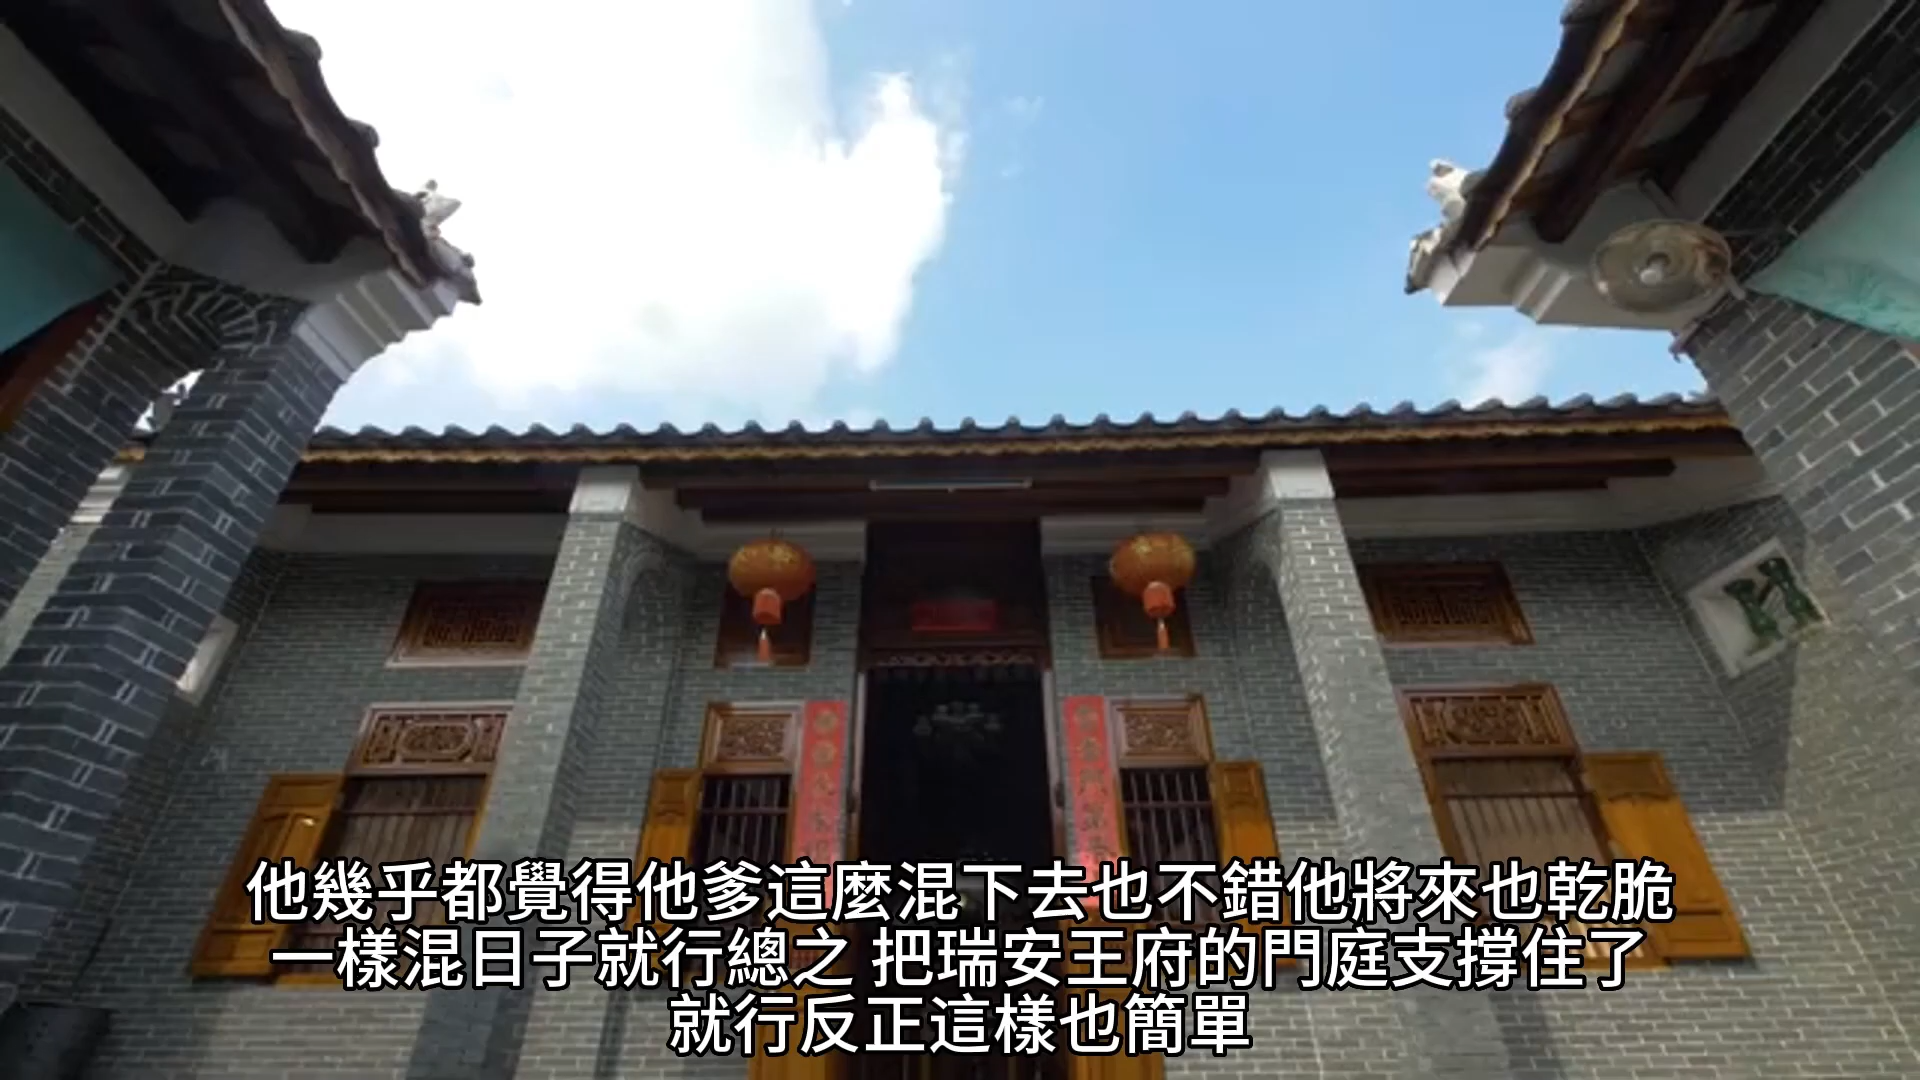 他幾乎都覺得他爹這麼混下去也不錯他將來也乾脆
一樣混日子就行總之 把瑞安王府的門庭支撐住了
就行反正這樣也簡單